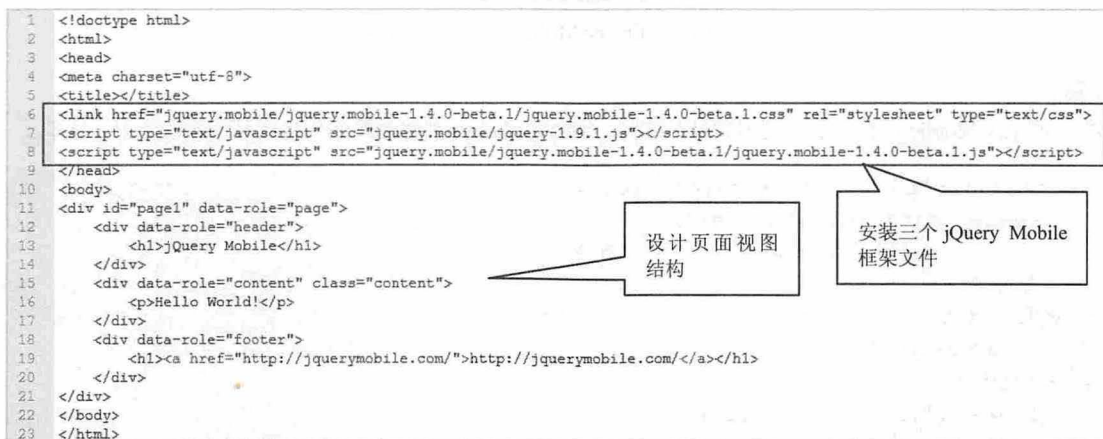 1 <!doctype html>
2 <html>
3 <head>
4 <meta charset="utf-8">
5 <title></title>
6 <link href="jquery.mobile/jquery.mobile-1.4.0-beta.1/jquery.mobile-1.4.0-beta.1.css" rel="stylesheet" type="text/css">
7 <script type="text/javascript" src="jquery.mobile/jquery-1.9.1.js"></script>
8 <script type="text/javascript" src="jquery.mobile/jquery.mobile-1.4.0-beta.1/jquery.mobile-1.4.0-beta.1.js"></script>
9 </head>
10 <body>
11 <div id="page1" data-role="page">
12     <div data-role="header">
13         <h1>jQuery Mobile</h1>
14     </div>
15     <div data-role="content" class="content">
16         <p>Hello World!</p>
17     </div>
18     <div data-role="footer">
19         <h1><a href="http://jquerymobile.com/">http://jquerymobile.com/</a></h1>
20     </div>
21 </div>
22 </body>
23 </html>
设计页面视图
结构
安装三个 jQuery Mobile
框架文件